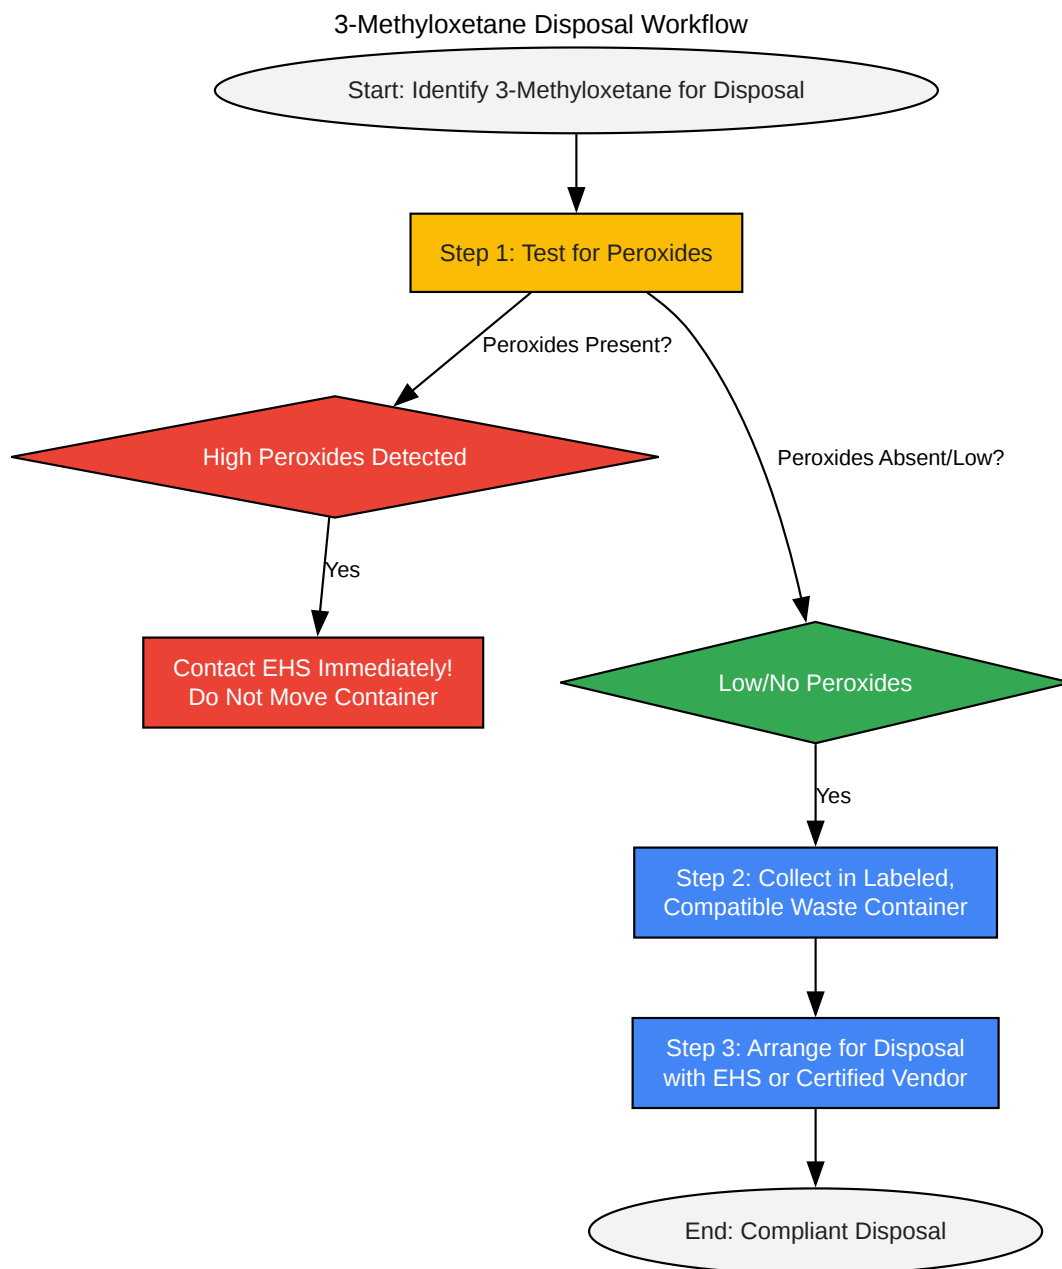 3-Methyloxetane Disposal Workflow
Start: Identify 3-Methyloxetane for Disposal
Step 1: Test for Peroxides
Peroxides Present?
High Peroxides Detected
Peroxides Absent/Low?
Yes
Contact EHS Immediately!
Do Not Move Container
Low/No Peroxides
Yes
Step 2: Collect in Labeled,
Compatible Waste Container
Step 3: Arrange for Disposal
with EHS or Certified Vendor
End: Compliant Disposal